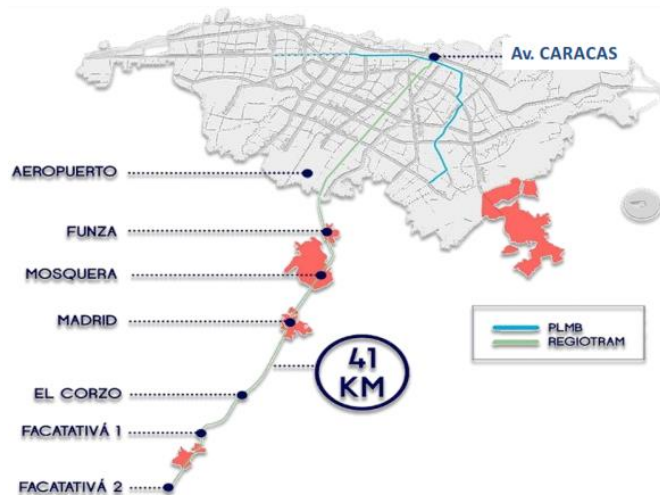 Av. CARACAS
AEROPUERTO
FUNZA
MOSQUERA
MADRID
PLMB
REGIOTRAM
41
KM
EL CORZO
FACATATIVÁ 1
FACATATIVÁ 2